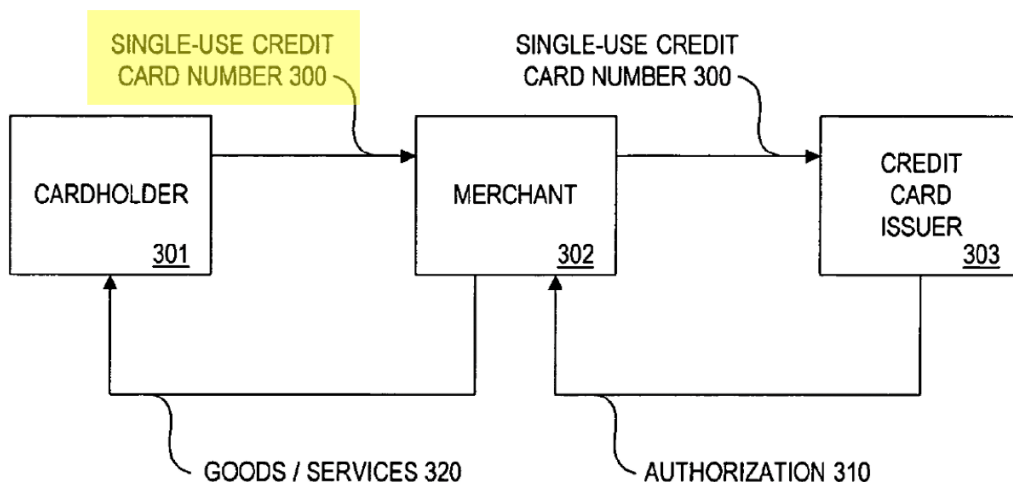 SINGLE-USE CREDIT
CARD NUMBER 300
SINGLE-USE CREDIT
CARD NUMBER 300
CARDHOLDER
301
MERCHANT
302
CREDIT
CARD
ISSUER
303
GOODS / SERVICES 320
AUTHORIZATION 310